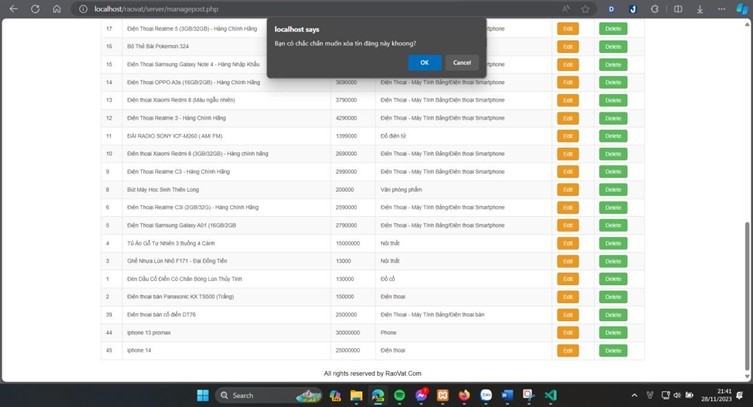 localhost/raovat/server/managepost.php
localhost says
Bạn có chắc chắn muốn xóa tin đăng này khoong?
OK Cancel
17 Điện Thoại Realme 5 (3GB/32GB) - Hàng Chính Hãng Smartphone Edit Delete
16 Bộ Thẻ Bài Pokemon 324 Edit Delete
15 Điện Thoại Samsung Galaxy Note 4 - Hàng Nhập Khẩu Smartphone Edit Delete
14 Điện Thoại OPPO A3s (16GB/2GB) - Hàng Chính Hãng 3690000 Điện Thoại - Máy Tính Bảng/Điện thoại Smartphone Edit Delete
13 Điện thoại Xiaomi Redmi 8 (Màu ngẫu nhiên) 3790000 Điện Thoại - Máy Tính Bảng/Điện thoại Smartphone Edit Delete
12 Điện Thoại Realme 3 - Hàng Chính Hãng 4290000 Điện Thoại - Máy Tính Bảng/Điện thoại Smartphone Edit Delete
11 ĐÀI RADIO SONY ICF-M260 ( AM/ FM) 1399000 Đồ điện tử Edit Delete
10 Điện thoại Xiaomi Redmi 6 (3GB/32GB) - Hàng chính hãng 2690000 Điện Thoại - Máy Tính Bảng/Điện thoại Smartphone Edit Delete
9 Điện Thoại Realme C3 - Hàng Chính Hãng 2990000 Điện Thoại - Máy Tính Bảng/Điện thoại Smartphone Edit Delete
8 Bút Máy Học Sinh Thiên Long 200000 Văn phòng phẩm Edit Delete
6 Điện Thoại Realme C3i (2GB/32G) - Hàng Chính Hãng 2590000 Điện Thoại - Máy Tính Bảng/Điện thoại Smartphone Edit Delete
5 Điện Thoại Samsung Galaxy A01 (16GB/2GB 2790000 Điện Thoại - Máy Tính Bảng/Điện thoại Smartphone Edit Delete
4 Tủ Áo Gỗ Tự Nhiên 3 Buồng 4 Cánh 15000000 Nội thất Edit Delete
3 Ghế Nhựa Lùn Nhỏ F171 - Đại Đồng Tiến 13000 Nội thất Edit Delete
1 Đèn Dầu Cổ Điển Có Chân Bóng Lùn Thủy Tinh 130000 Đồ cổ Edit Delete
2 Điện thoại bàn Panasonic KX TS500 (Trắng) 150000 Điện thoại Edit Delete
39 Điện thoại bàn cổ điển DT76 2500000 Điện Thoại - Máy Tính Bảng/Điện thoại bàn Edit Delete
44 iphone 13 promax 30000000 Phone Edit Delete
45 iphone 14 25000000 Điện thoại Edit Delete
All rights reserved by RaoVat.Com
Search
21:41
28/11/2023